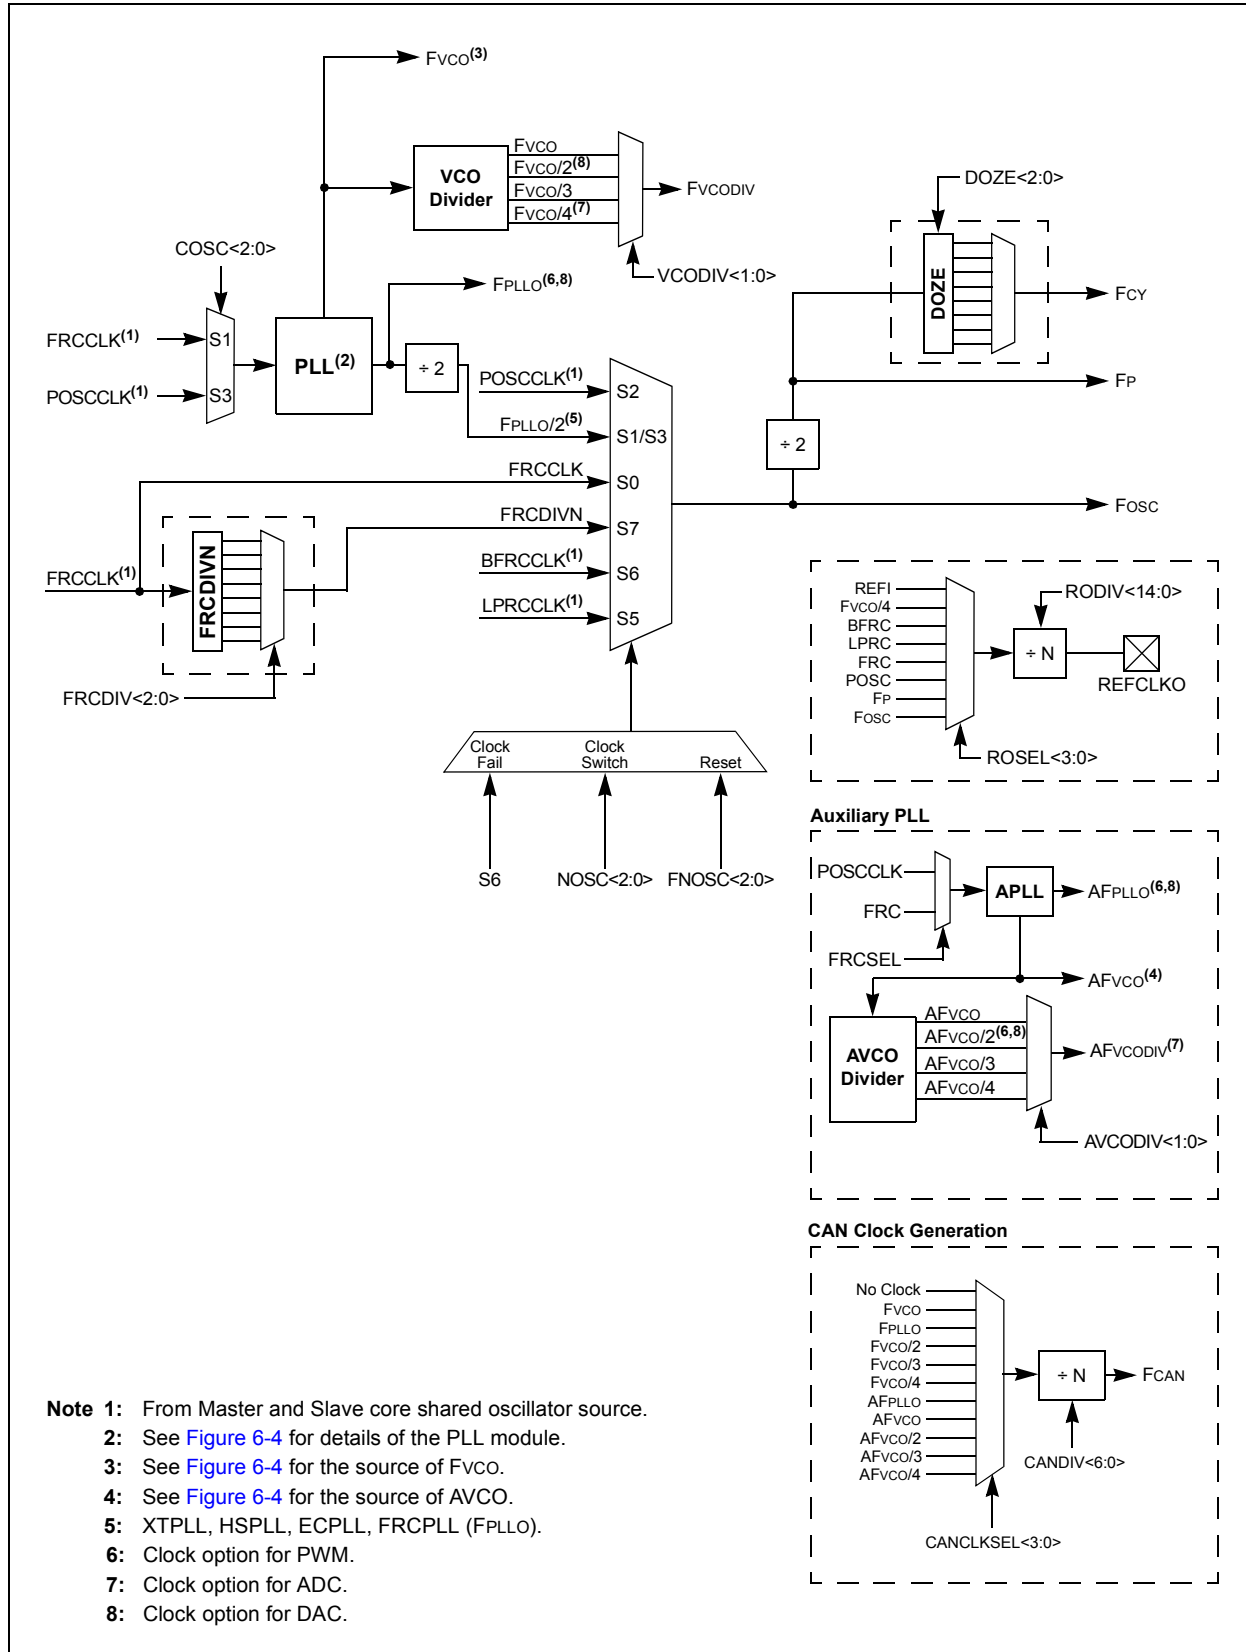 FVCO(3)
VCO
Divider
FVCO
FVCO/2(8)
FVCO/3
FVCO/4(7)
FVCODIV
VCODIV<1:0>
COSC<2:0>
FRCCLK(1)
S1
POSCCLK(1)
S3
PLL(2)
FPLLO(6,8)
÷ 2
POSCCLK(1)
S2
FPLLO/2(5)
S1/S3
FRCCLK
S0
FRCDIVN
S7
BFRCCLK(1)
S6
LPRCCLK(1)
S5
FRCCLK(1)
FRCDIVN
FRCDIV<2:0>
Clock
Fail
Clock
Switch
Reset
S6
NOSC<2:0>
FNOSC<2:0>
DOZE<2:0>
DOZE
FCY
FP
÷ 2
FOSC
REFI
FVCO/4
BFRC
LPRC
FRC
POSC
FP
FOSC
RODIV<14:0>
÷ N
REFCLKO
ROSEL<3:0>
Auxiliary PLL
POSCCLK
FRC
FRCSEL
APLL
AFPLLO(6,8)
AFVCO(4)
AVCO
Divider
AFVCO
AFVCO/2(6,8)
AFVCO/3
AFVCO/4
AFVCODIV(7)
AVCODIV<1:0>
CAN Clock Generation
No Clock
FVCO
FPLLO
FVCO/2
FVCO/3
FVCO/4
AFPLLO
AFVCO
AFVCO/2
AFVCO/3
AFVCO/4
÷ N
FCAN
CANDIV<6:0>
CANCLKSEL<3:0>
Note 1: From Master and Slave core shared oscillator source.
2: See Figure 6-4 for details of the PLL module.
3: See Figure 6-4 for the source of FVCO.
4: See Figure 6-4 for the source of AVCO.
5: XTPLL, HSPLL, ECPLL, FRCPLL (FPLLO).
6: Clock option for PWM.
7: Clock option for ADC.
8: Clock option for DAC.